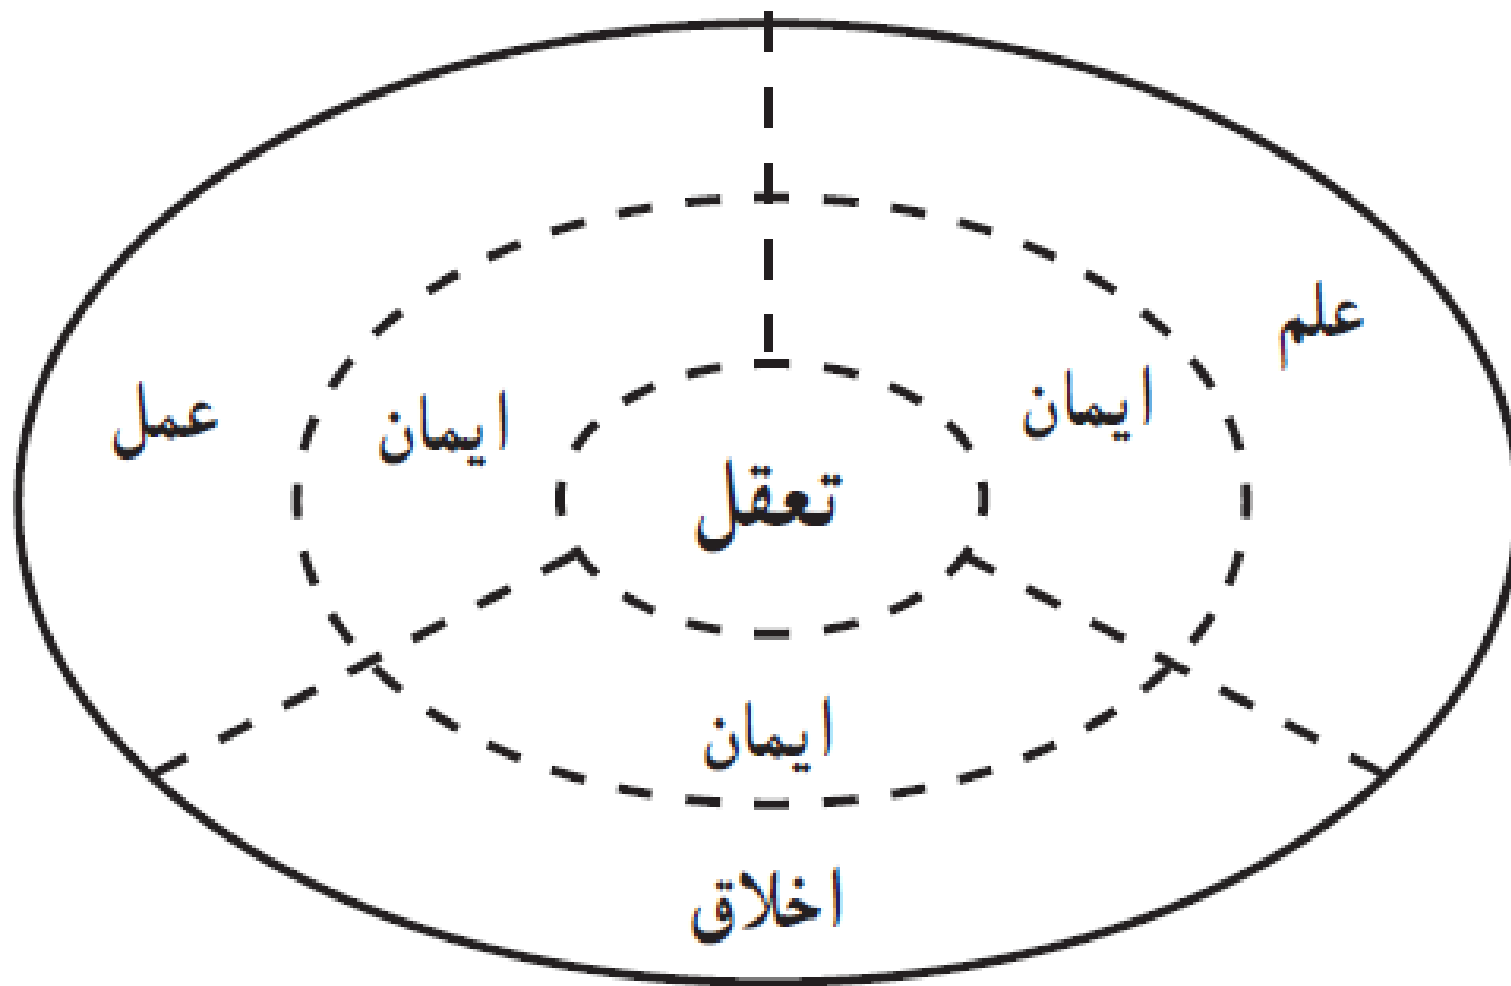 علم
ایمان
ایمان
عمل
تعقل
ایمان
اخلاق